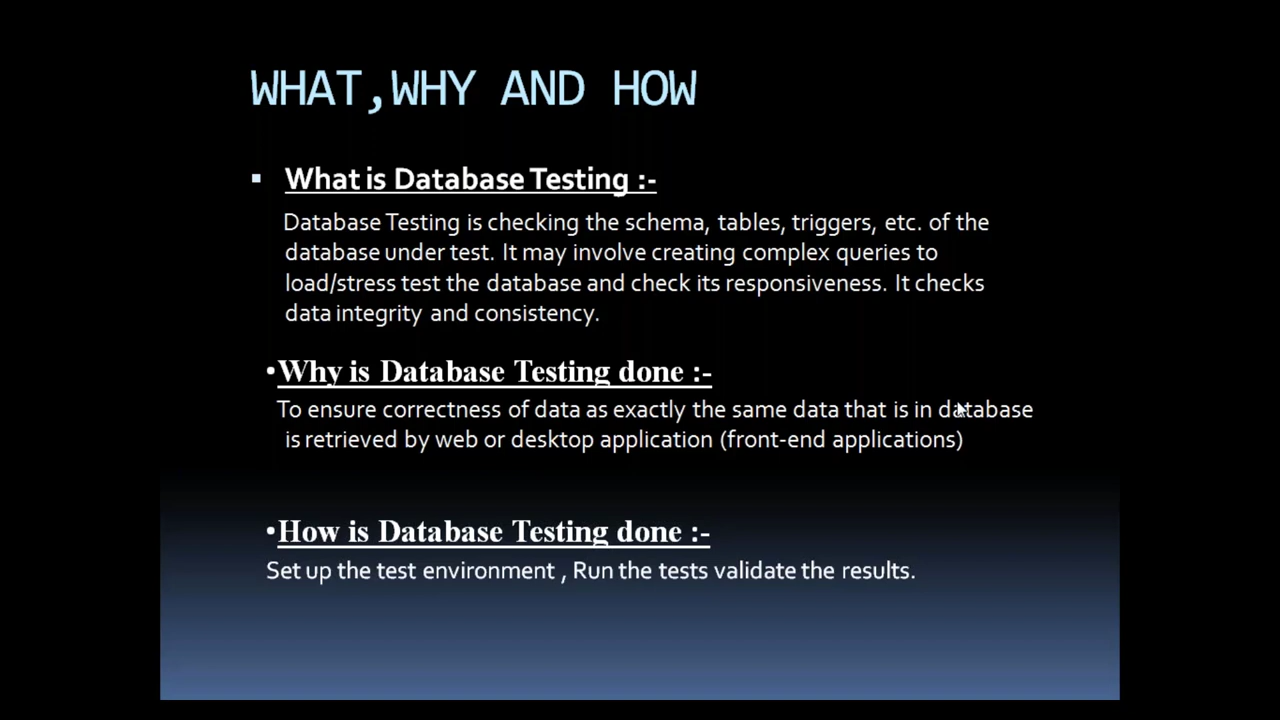 WHAT,WHY AND HOW
▪ What is Database Testing :-
Database Testing is checking the schema, tables, triggers, etc. of the
database under test. It may involve creating complex queries to
load/stress test the database and check its responsiveness. It checks
data integrity and consistency.
•Why is Database Testing done :-
To ensure correctness of data as exactly the same data that is in database
is retrieved by web or desktop application (front-end applications)
•How is Database Testing done :-
Set up the test environment , Run the tests validate the results.